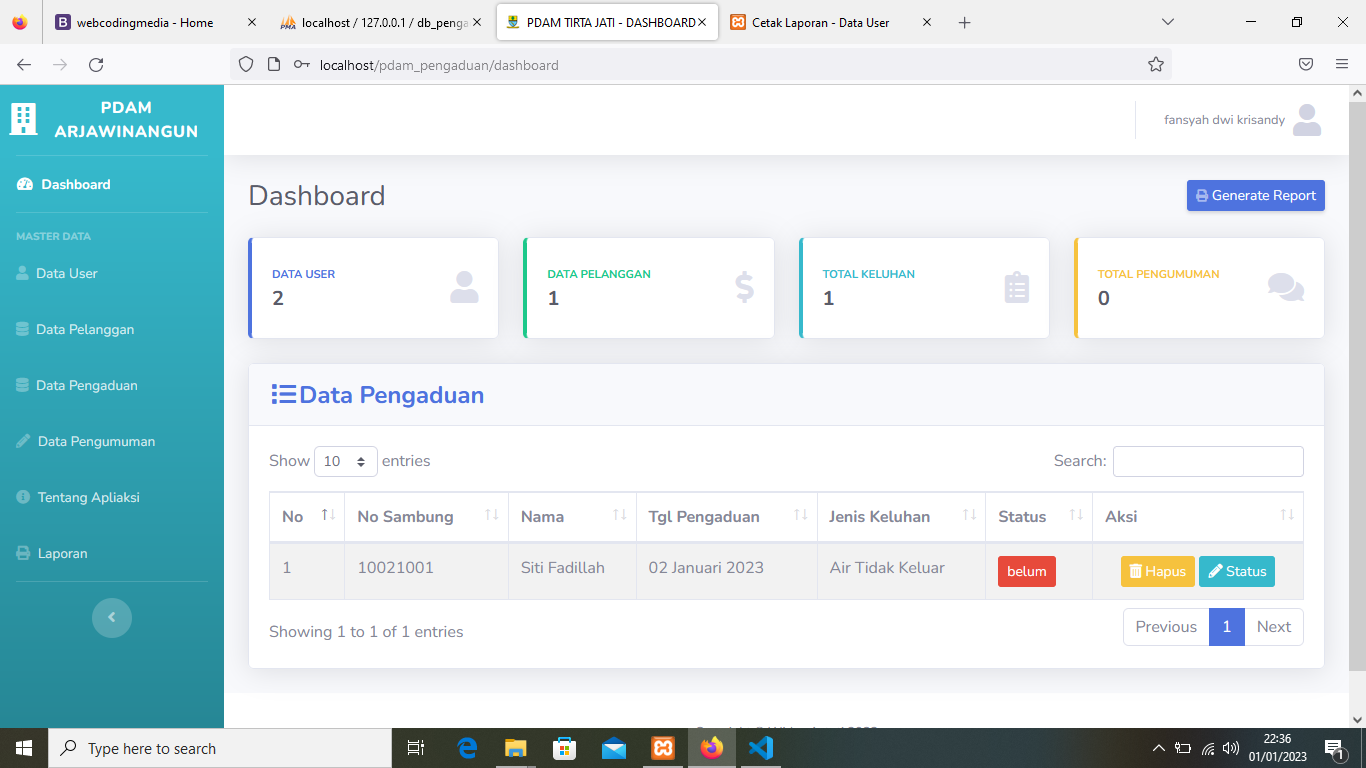 webcodingmedia - Home
localhost / 127.0.0.1 / db_penga
PDAM TIRTA JATI - DASHBOARD
Cetak Laporan - Data User
localhost/pdam_pengaduan/dashboard
PDAM
ARJAWINANGUN
fansyah dwi krisandy
Dashboard
MASTER DATA
Data User
Data Pelanggan
Data Pengaduan
Data Pengumuman
Tentang Apliaksi
Laporan
Dashboard
Generate Report
DATA USER
2
DATA PELANGGAN
1
TOTAL KELUHAN
1
TOTAL PENGUMUMAN
0
Data Pengaduan
Show 10 entries
Search:
No No Sambung Nama Tgl Pengaduan Jenis Keluhan Status Aksi
1 10021001 Siti Fadillah 02 Januari 2023 Air Tidak Keluar belum Hapus Status
Showing 1 to 1 of 1 entries
Previous 1 Next
Type here to search
22:36
01/01/2023
1